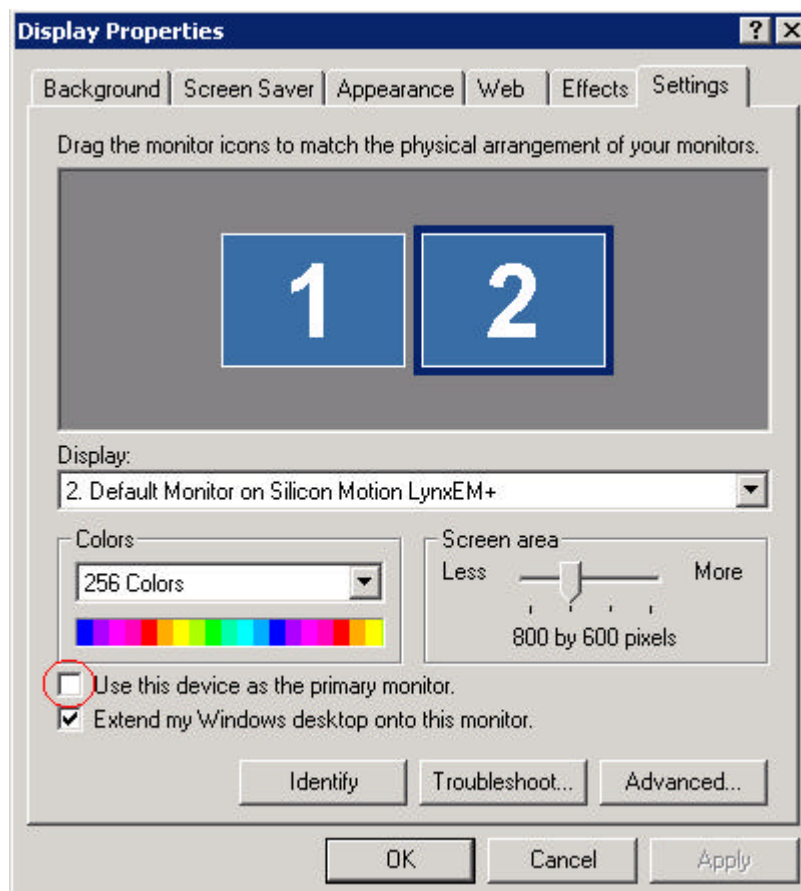 Display Properties
Background Screen Saver Appearance Web Effects Settings
Drag the monitor icons to match the physical arrangement of your monitors.
1 2
Display:
2. Default Monitor on Silicon Motion LynxEM+
Colors Screen area
256 Colors Less More
800 by 600 pixels
Use this device as the primary monitor.
Extend my Windows desktop onto this monitor.
Identify Troubleshoot... Advanced...
OK Cancel Apply